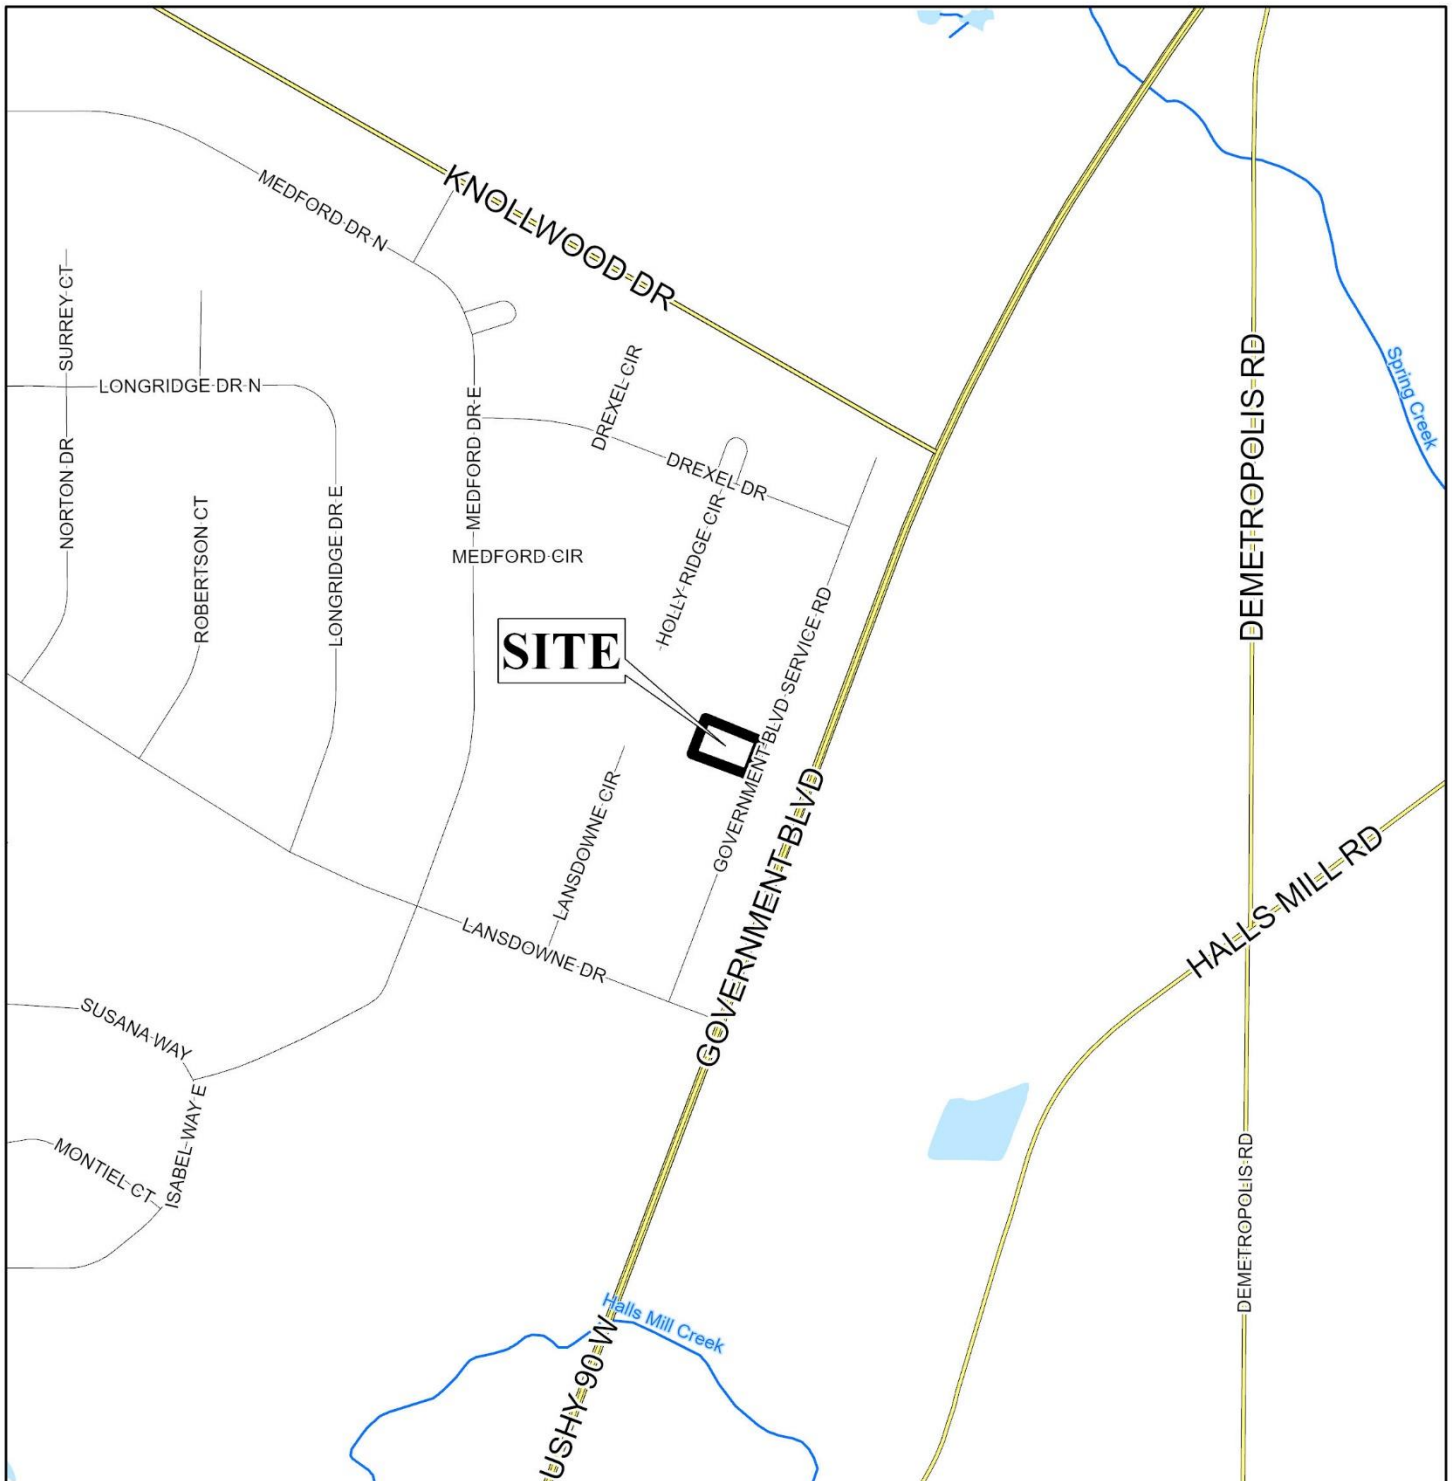 KNOLLWOOD DR
MEDFORD DR N
SURREY CT
LONGRIDGE DR N
DREXEL CIR
MEDFORD DR E
DREXEL DR
NORTON DR
ROBERTSON CT
LONGRIDGE DR E
MEDFORD CIR
HOLLY RIDGE CIR
DEMETROPOLIS RD
Spring Creek
SITE
GOVERNMENT BLVD SERVICE RD
GOVERNMENT BLVD
LANSDOWNE CIR
HALLS MILL RD
LANSDOWNE DR
SUSANA WAY
ISABEL WAY E
MONTIEL CT
DEMETROPOLIS RD
Halls Mill Creek
USHY 90 W